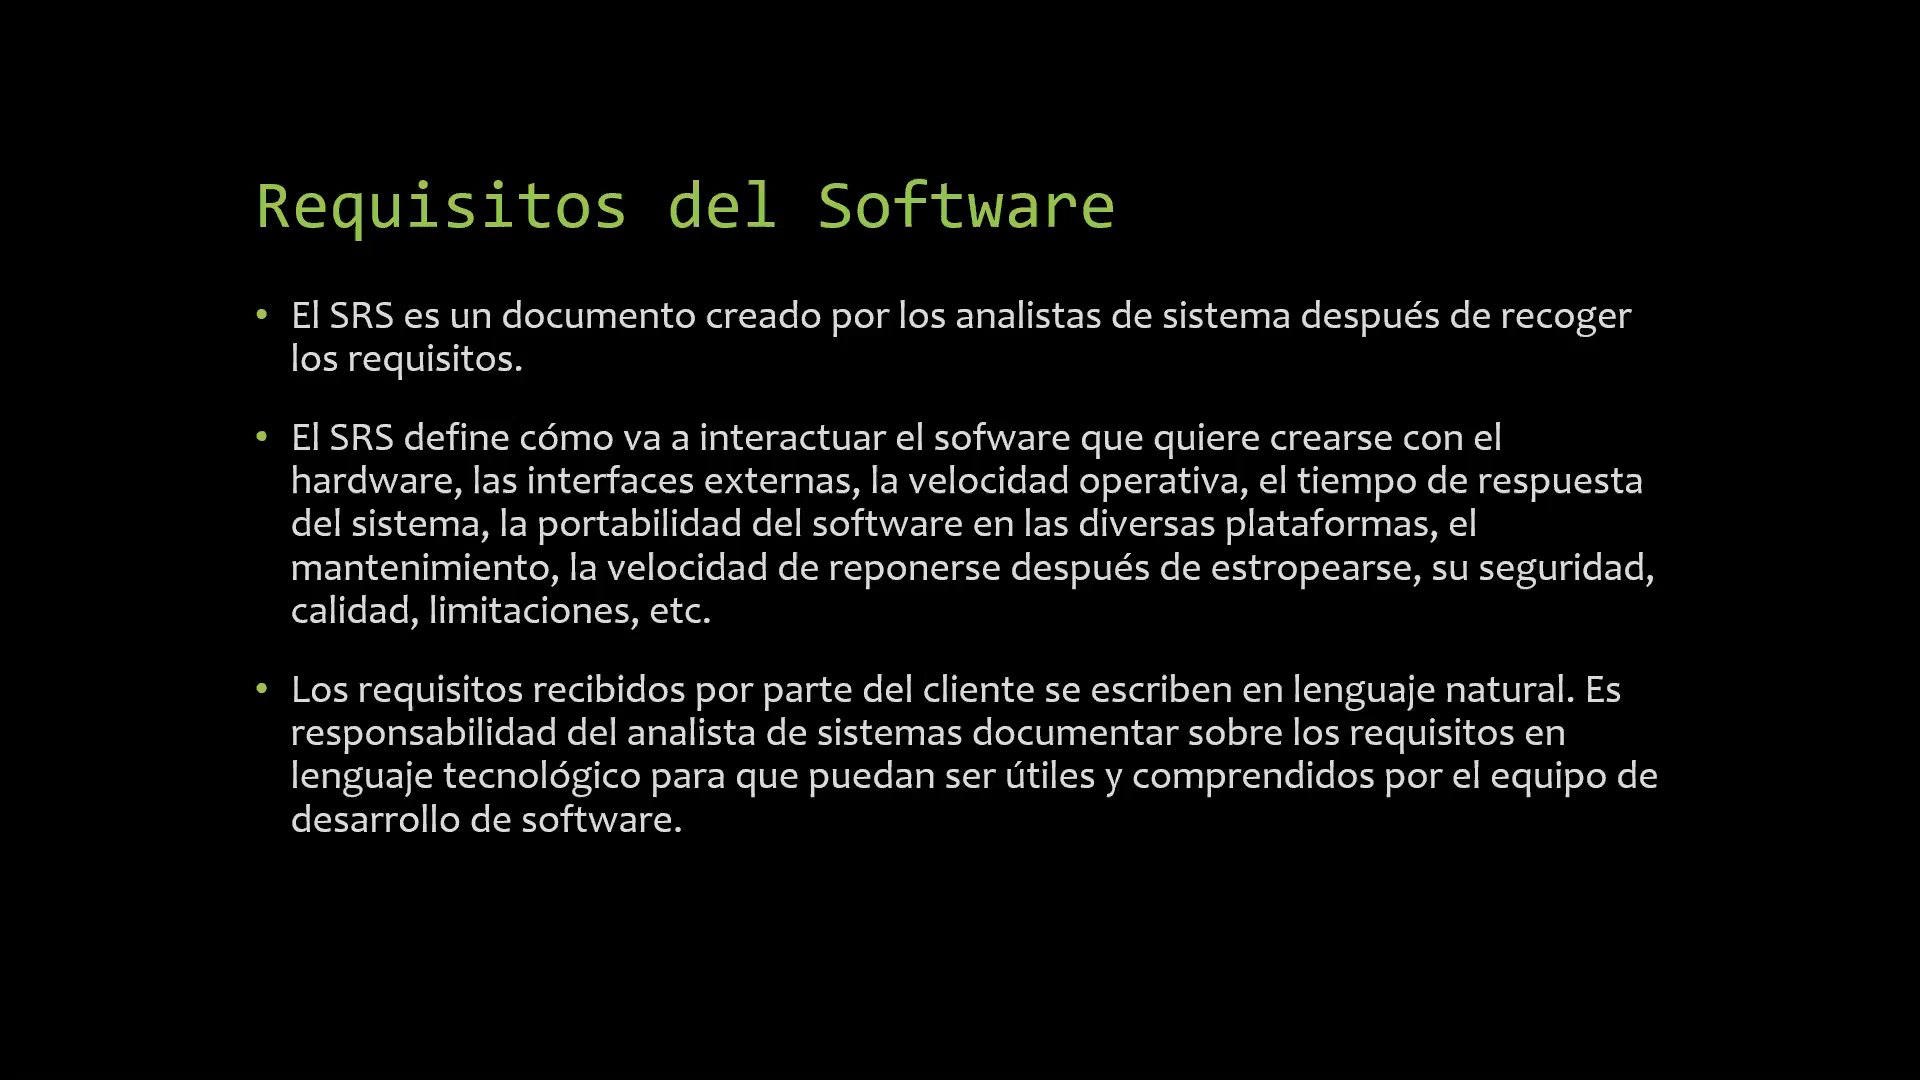 Requisitos del Software
• El SRS es un documento creado por los analistas de sistema después de recoger
los requisitos.
• El SRS define cómo va a interactuar el sofware que quiere crearse con el
hardware, las interfaces externas, la velocidad operativa, el tiempo de respuesta
del sistema, la portabilidad del software en las diversas plataformas, el
mantenimiento, la velocidad de reponerse después de estropearse, su seguridad,
calidad, limitaciones, etc.
• Los requisitos recibidos por parte del cliente se escriben en lenguaje natural. Es
responsabilidad del analista de sistemas documentar sobre los requisitos en
lenguaje tecnológico para que puedan ser útiles y comprendidos por el equipo de
desarrollo de software.